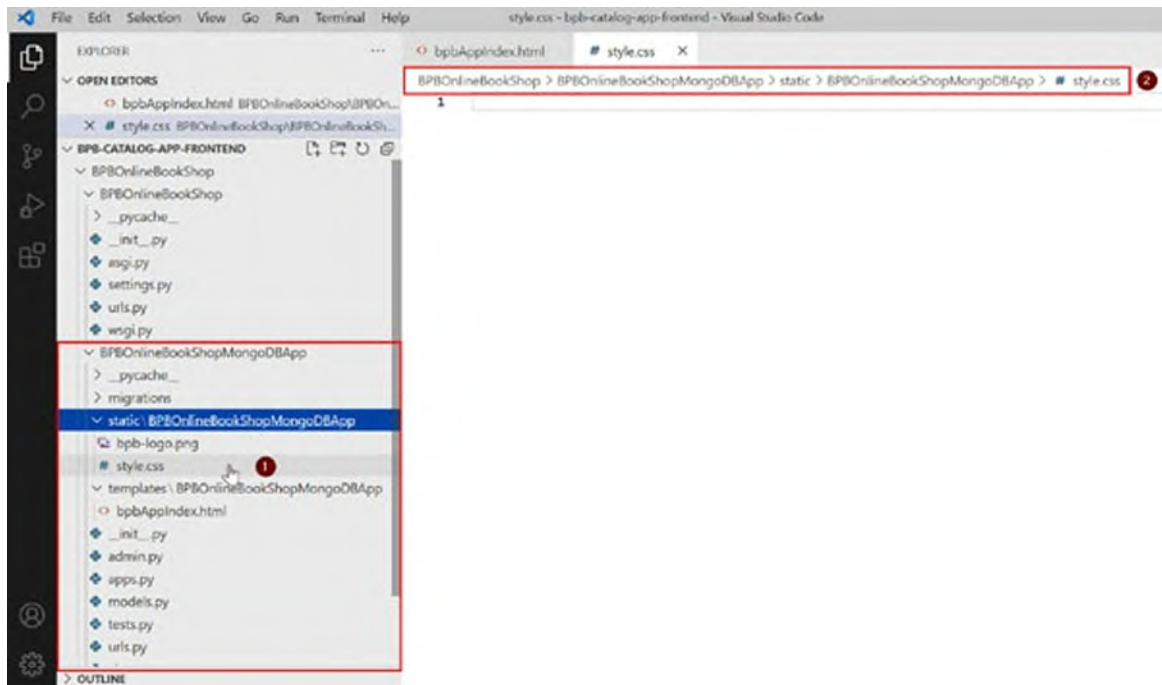 File Edit Selection View Go Run Terminal Help style.css - bpb-catalog-app-frontend - Visual Studio Code
EXPLORER ...
bpbAppIndex.html # style.css ×
OPEN EDITORS
BPBOnlineBookShop > BPBOnlineBookShopMongoDBApp > static > BPBOnlineBookShopMongoDBApp > # style.css 2
bpbAppIndex.html BPBOnlineBookShop\BPBOn...
1
× # style.css BPBOnlineBookShop\BPBOnlineBookSh...
BPB-CATALOG-APP-FRONTEND
BPBOnlineBookShop
BPBOnlineBookShop
> __pycache__
__init__.py
asgi.py
settings.py
urls.py
wsgi.py
BPBOnlineBookShopMongoDBApp
> __pycache__
> migrations
static\BPBOnlineBookShopMongoDBApp
bpb-logo.png
# style.css 1
templates\BPBOnlineBookShopMongoDBApp
bpbAppIndex.html
__init__.py
admin.py
apps.py
models.py
tests.py
urls.py
> OUTLINE